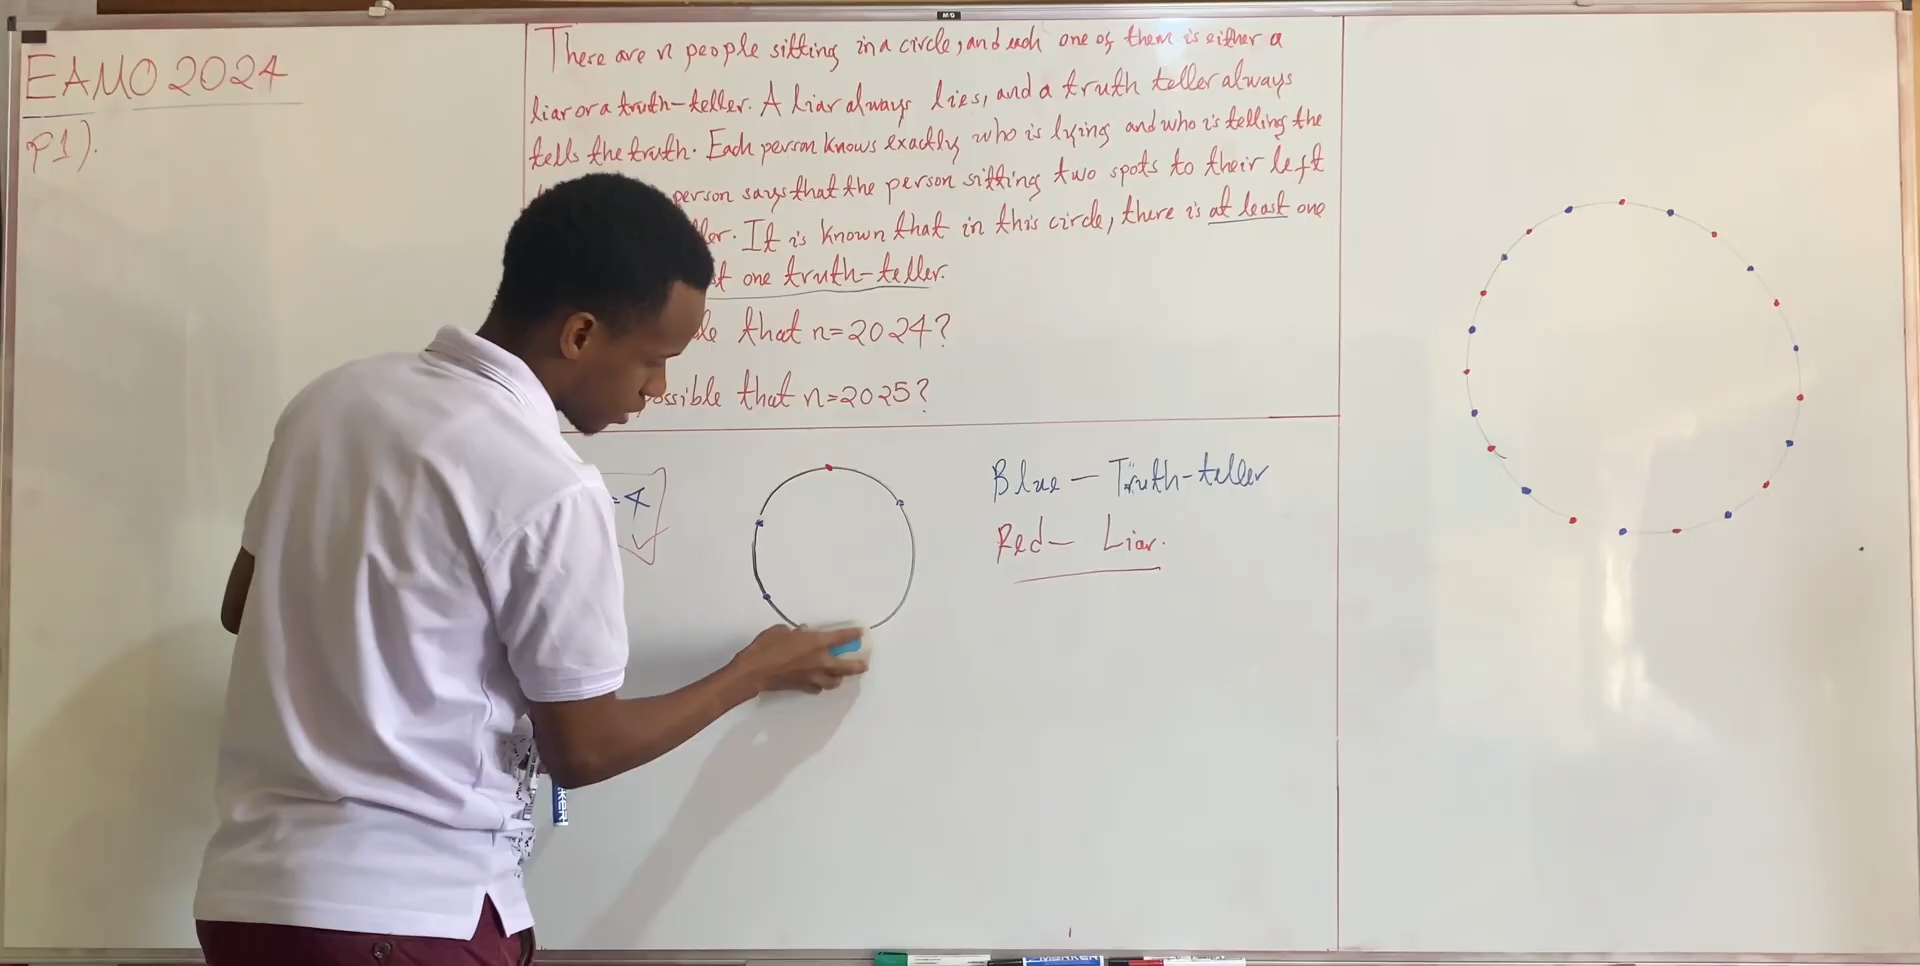 EAMO 2024
P1).
There are n people sitting in a circle, and each one of them is either a
liar or a truth-teller. A liar always lies, and a truth teller always
tells the truth. Each person knows exactly who is lying and who is telling the
person says that the person sitting two spots to their left
ler. It is known that in this circle, there is at least one
one truth-teller.
that n=2024?
possible that n=2025?
=4
Blue — Truth-teller
Red — Liar.
MARKER